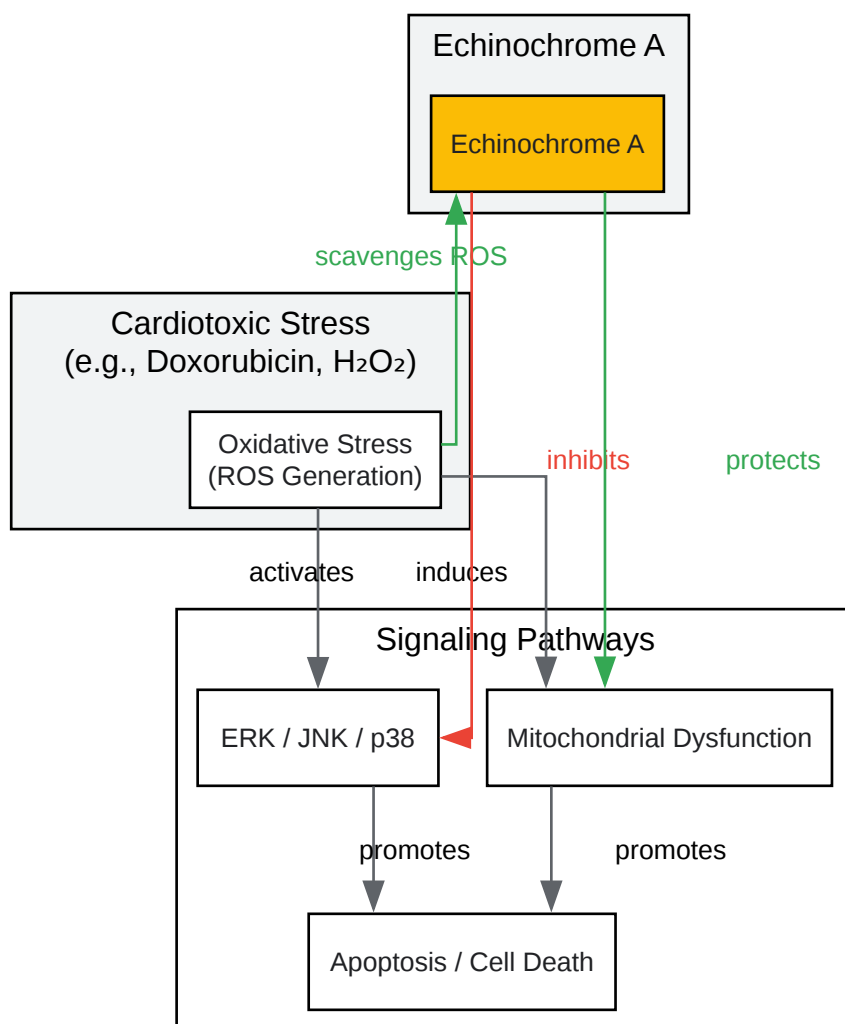 Echinochrome A
Echinochrome A
scavenges ROS
Cardiotoxic Stress
(e.g., Doxorubicin, H₂O₂)
Oxidative Stress
(ROS Generation)
inhibits
protects
activates
induces
Signaling Pathways
ERK / JNK / p38
Mitochondrial Dysfunction
promotes
promotes
Apoptosis / Cell Death